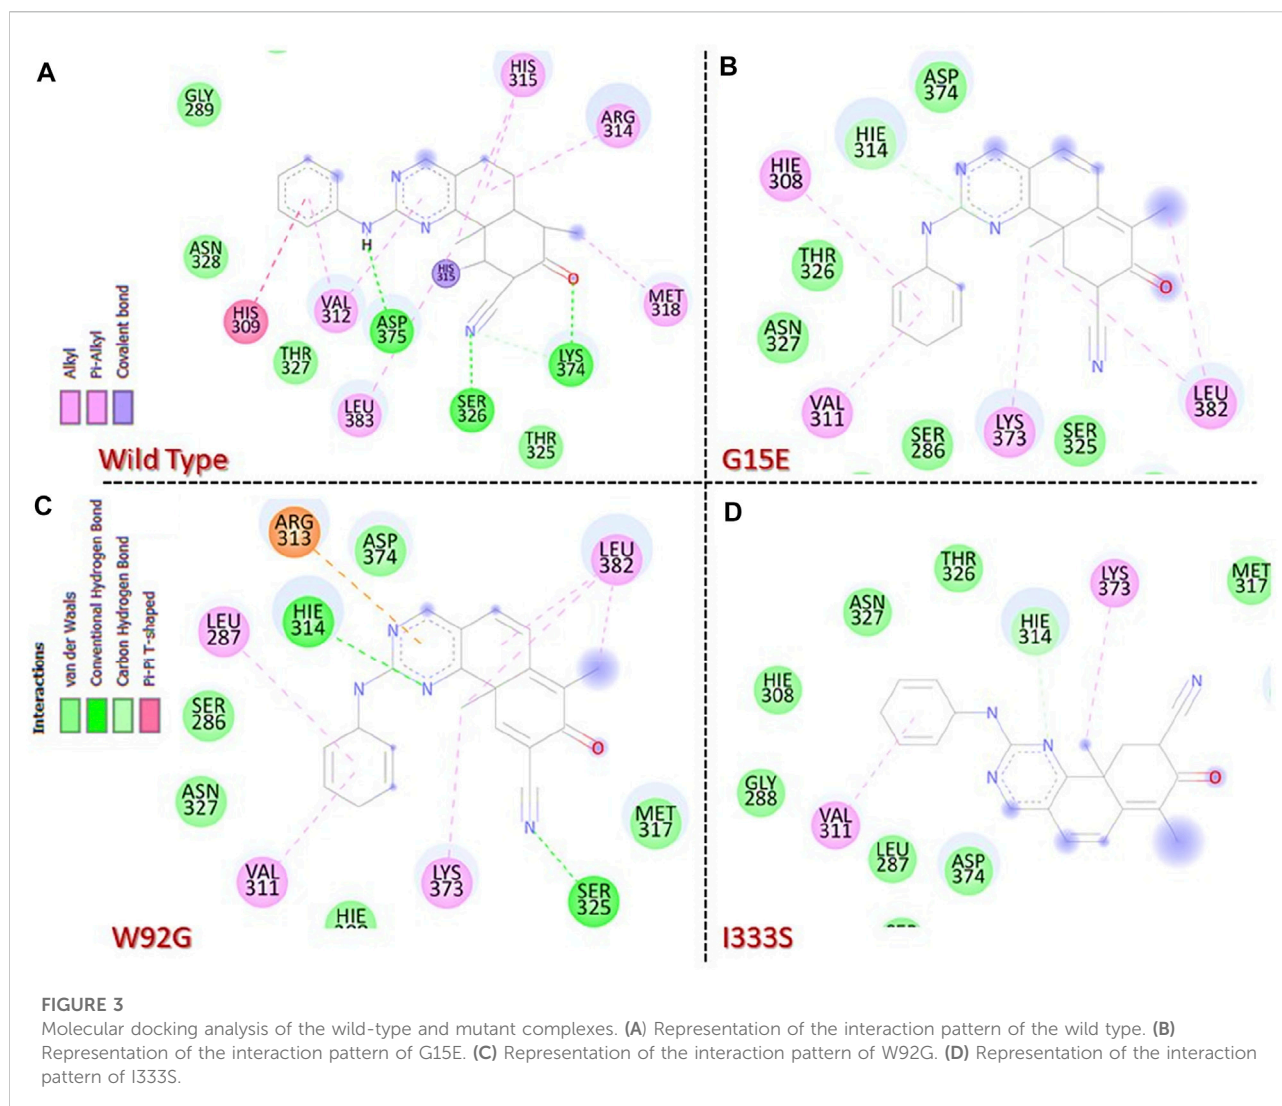 A
GLY
289
HIS
315
ARG
314
N
N
N
N
H
O
HIS
315
MET
318
ASN
328
HIS
309
VAL
312
ASP
375
THR
327
LEU
383
N
SER
326
LYS
374
THR
325
Alkyl
Pi-Alkyl
Covalent bond
Wild Type
B
ASP
374
HIE
314
HIE
308
N
N
N
O
THR
326
ASN
327
N
VAL
311
SER
286
LYS
373
SER
325
LEU
382
G15E
C
ARG
313
ASP
374
LEU
382
HIE
314
LEU
287
N
N
N
O
SER
286
ASN
327
N
MET
317
VAL
311
LYS
373
SER
325
HIE
Interactions
van der Waals
Conventional Hydrogen Bond
Carbon Hydrogen Bond
Pi-Pi T-shaped
W92G
D
THR
326
LYS
373
MET
317
ASN
327
HIE
314
HIE
308
N
N
N
N
O
GLY
288
VAL
311
LEU
287
ASP
374
I333S
FIGURE 3
Molecular docking analysis of the wild-type and mutant complexes. (A) Representation of the interaction pattern of the wild type. (B)
Representation of the interaction pattern of G15E. (C) Representation of the interaction pattern of W92G. (D) Representation of the interaction
pattern of I333S.